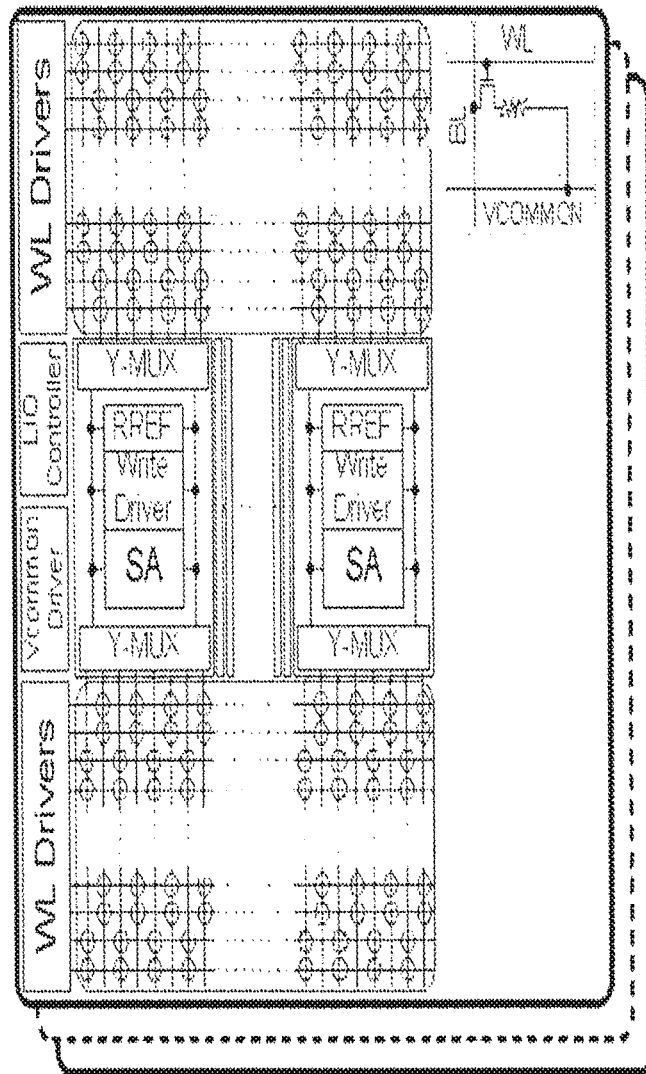 WL Drivers
LIO
Controller
Vcommon
Driver
WL Drivers
Y-MUX
RREF
Write
Driver
SA
Y-MUX
Y-MUX
RREF
Write
Driver
SA
Y-MUX
WL
BL
VCOMMON